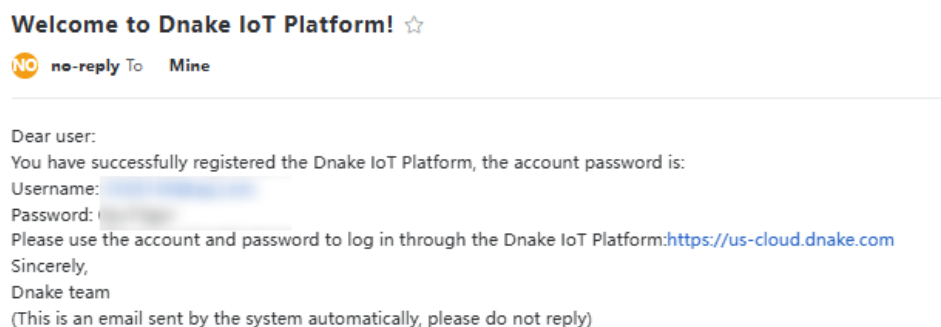 Welcome to Dnake IoT Platform!
NO no-reply To Mine
Dear user:
You have successfully registered the Dnake IoT Platform, the account password is:
Username:
Password:
Please use the account and password to log in through the Dnake IoT Platform:https://us-cloud.dnake.com
Sincerely,
Dnake team
(This is an email sent by the system automatically, please do not reply)